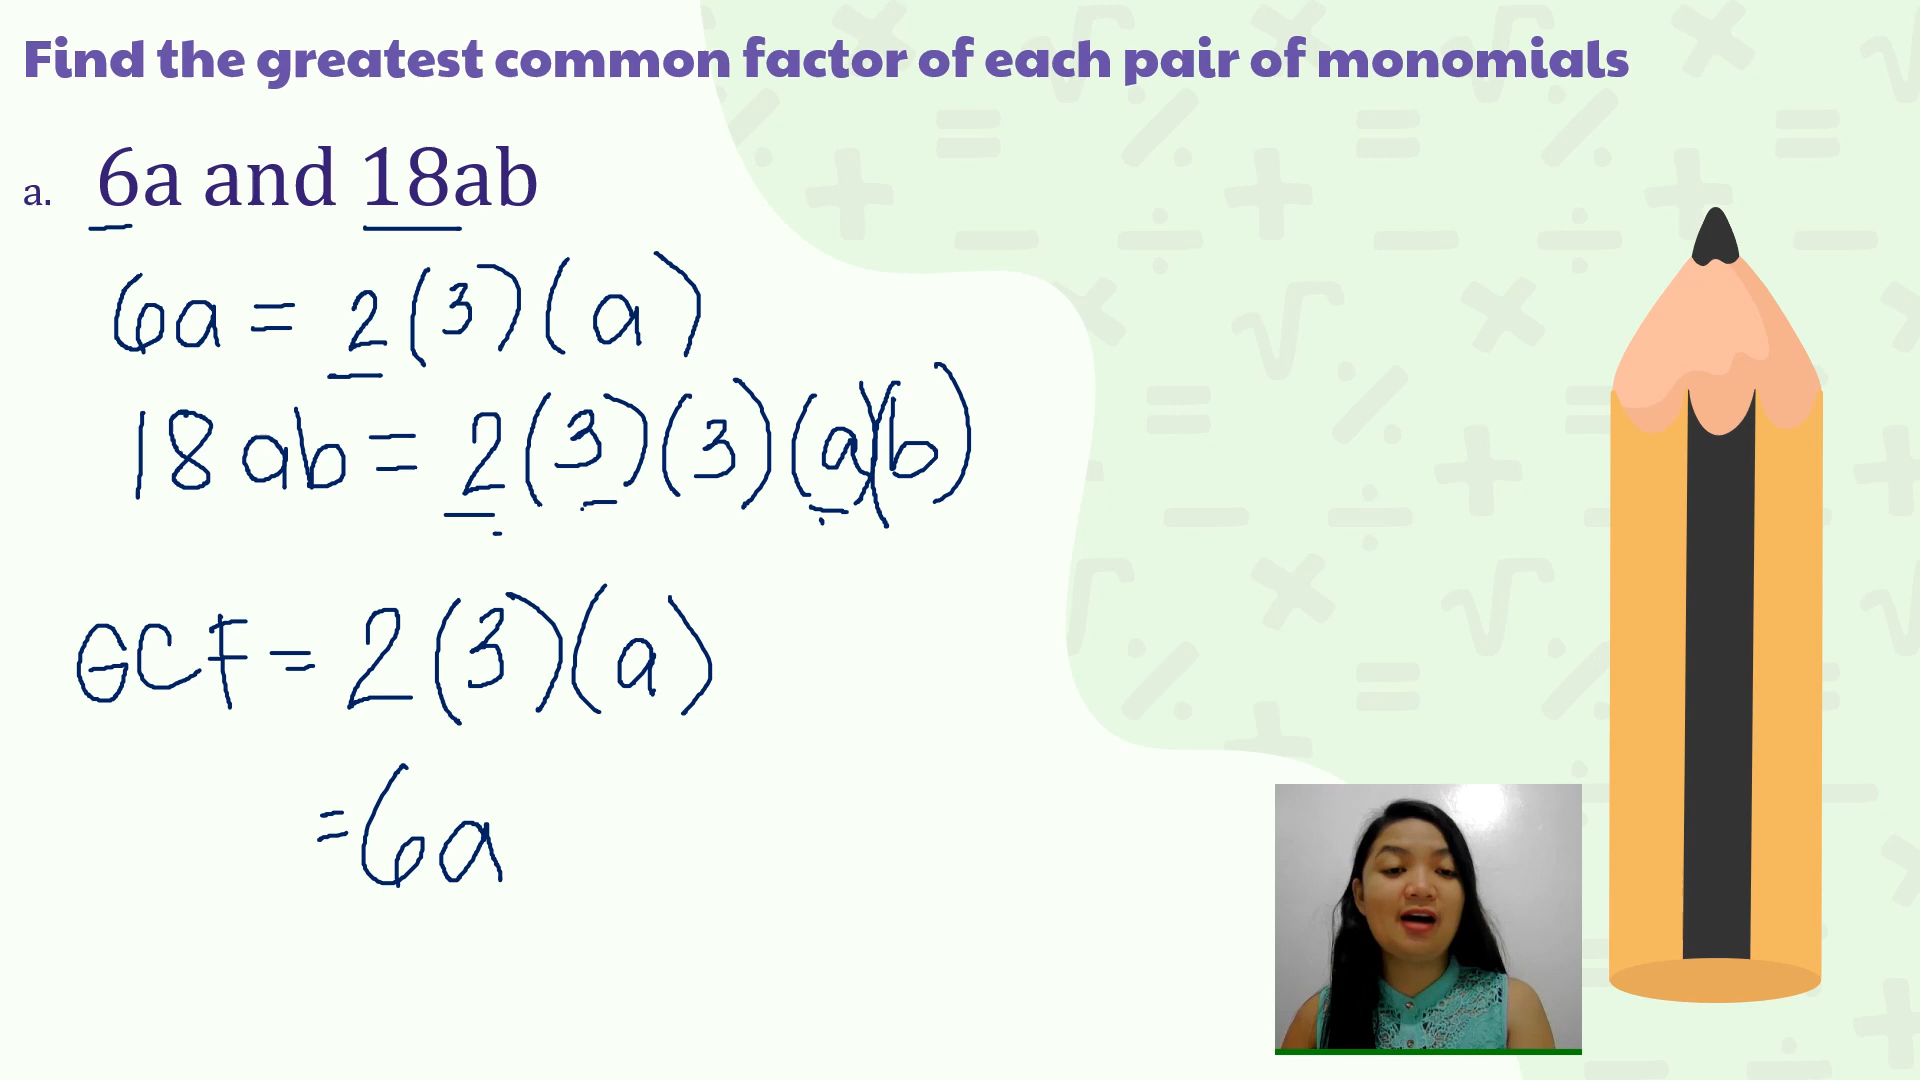 Find the greatest common factor of each pair of monomials
a. 6a and 18ab
6a = 2(3)(a)
18ab = 2(3)(3)(a)(b)
GCF = 2(3)(a)
= 6a